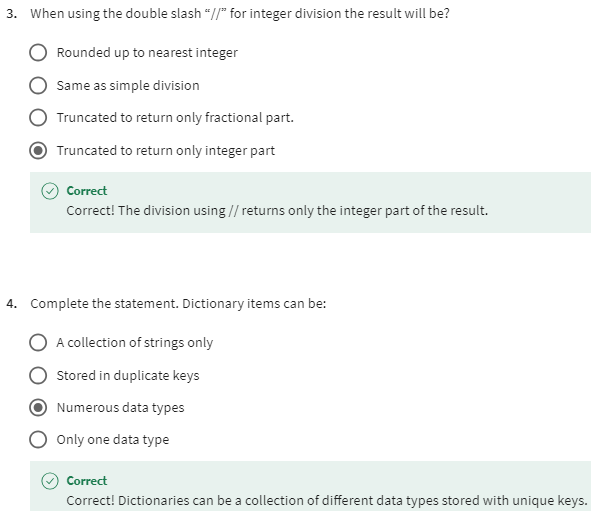 3. When using the double slash “//” for integer division the result will be?
Rounded up to nearest integer
Same as simple division
Truncated to return only fractional part.
Truncated to return only integer part
Correct
Correct! The division using // returns only the integer part of the result.
4. Complete the statement. Dictionary items can be:
A collection of strings only
Stored in duplicate keys
Numerous data types
Only one data type
Correct
Correct! Dictionaries can be a collection of different data types stored with unique keys.